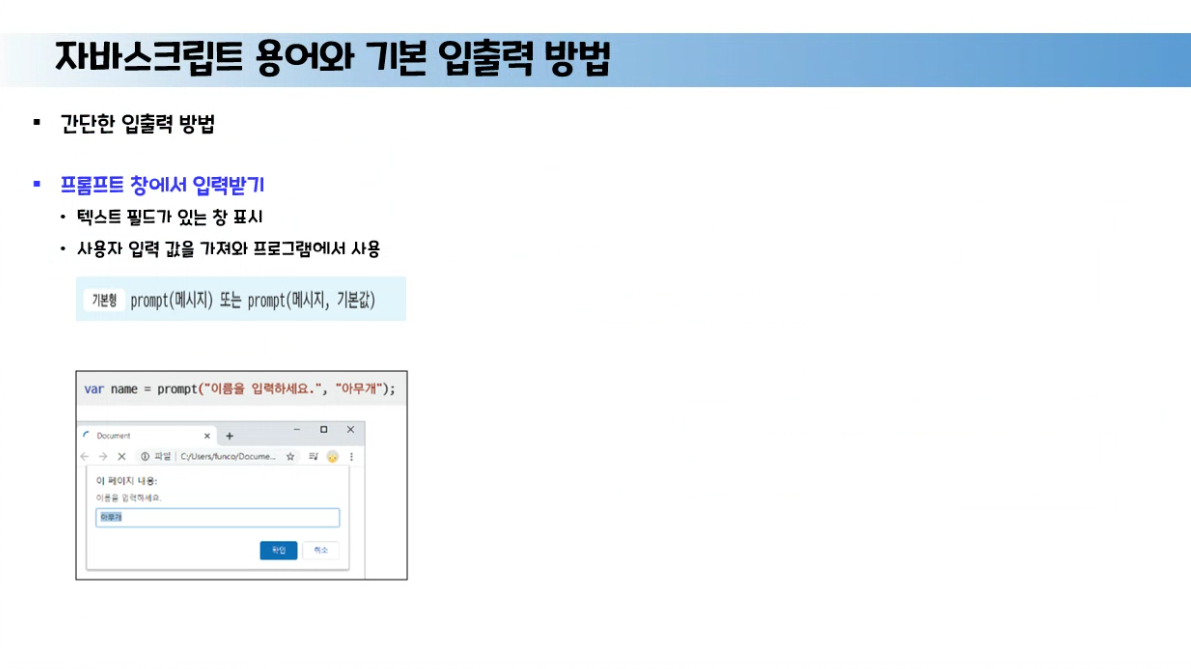 자바스크립트 용어와 기본 입출력 방법
▪ 간단한 입출력 방법
▪ 프롬프트 창에서 입력받기
• 텍스트 필드가 있는 창 표시
• 사용자 입력 값을 가져와 프로그램에서 사용
기본형 prompt(메시지) 또는 prompt(메시지, 기본값)
var name = prompt("이름을 입력하세요.", "아무개");
Document
파일 | C:/Users/funco/Docume...
이 페이지 내용:
이름을 입력하세요.
아무개
확인 취소